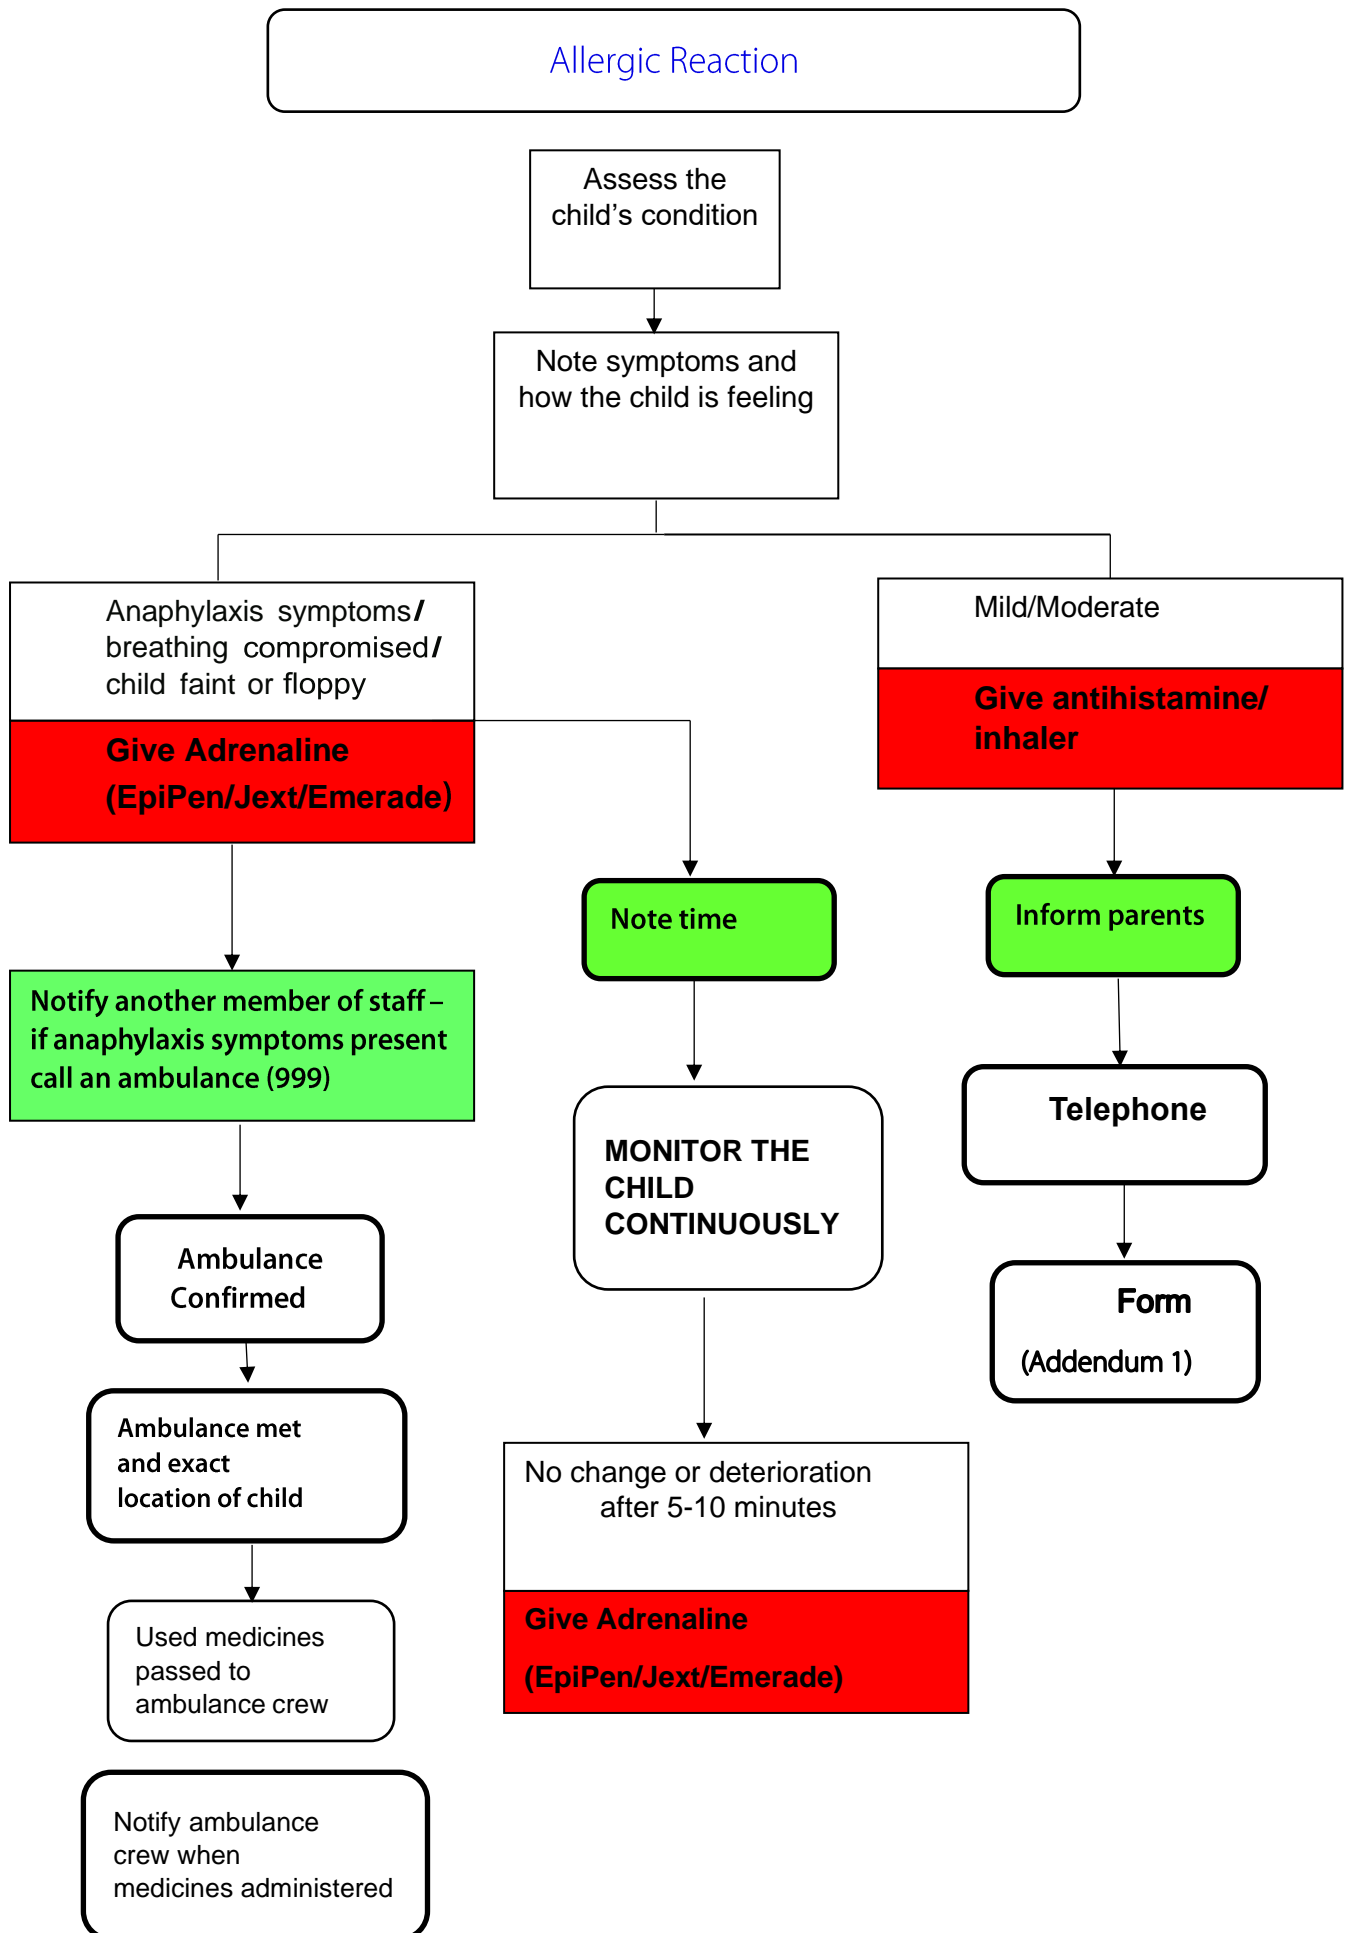 Allergic Reaction
Assess the
child's condition
Note symptoms and
how the child is feeling
Anaphylaxis symptoms/
breathing compromised/
child faint or floppy
Give Adrenaline
(EpiPen/Jext/Emerade)
Mild/Moderate
Give antihistamine/
inhaler
Note time
Inform parents
Notify another member of staff –
if anaphylaxis symptoms present
call an ambulance (999)
MONITOR THE
CHILD
CONTINUOUSLY
Telephone
Ambulance
Confirmed
Form
(Addendum 1)
Ambulance met
and exact
location of child
No change or deterioration
after 5-10 minutes
Give Adrenaline
(EpiPen/Jext/Emerade)
Used medicines
passed to
ambulance crew
Notify ambulance
crew when
medicines administered